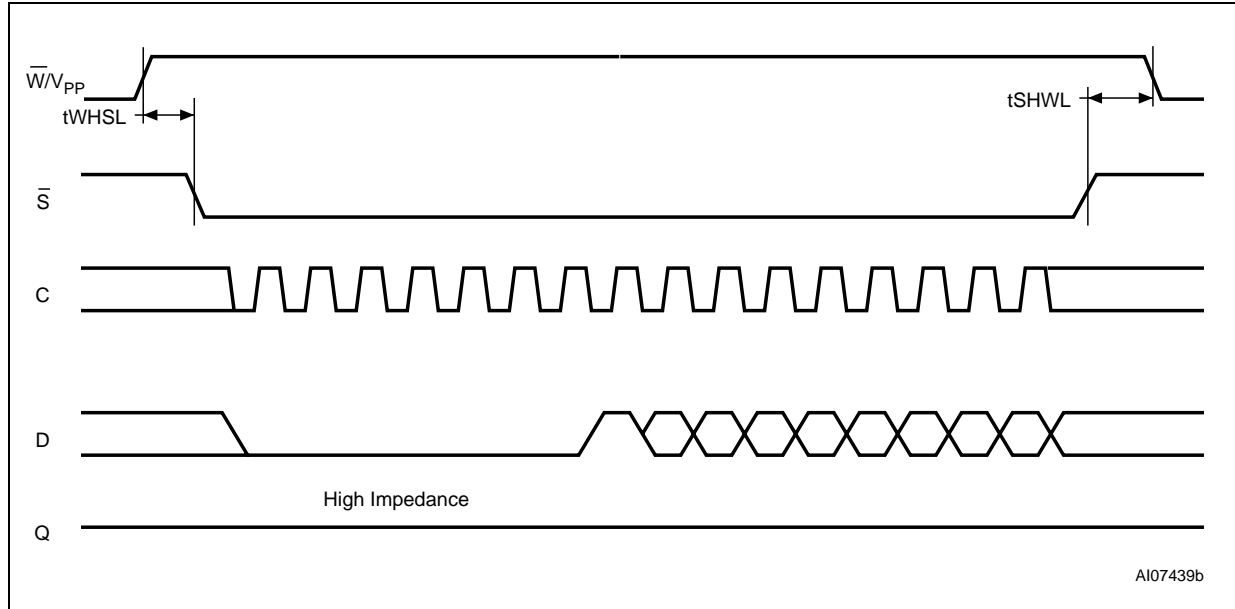 W̅/VPP
tWHSL
tSHWL
S̅
C
D
High Impedance
Q
AI07439b